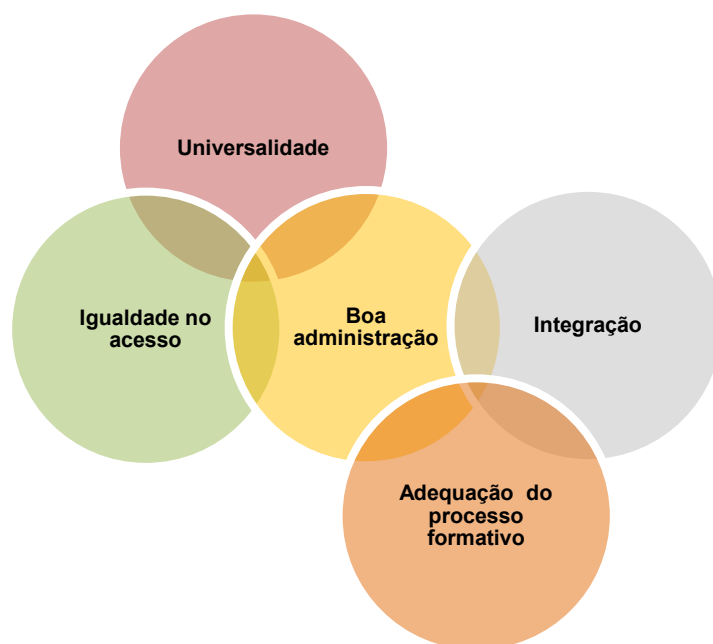 Universalidade
Igualdade no
acesso
Boa
administração
Integração
Adequação do
processo
formativo